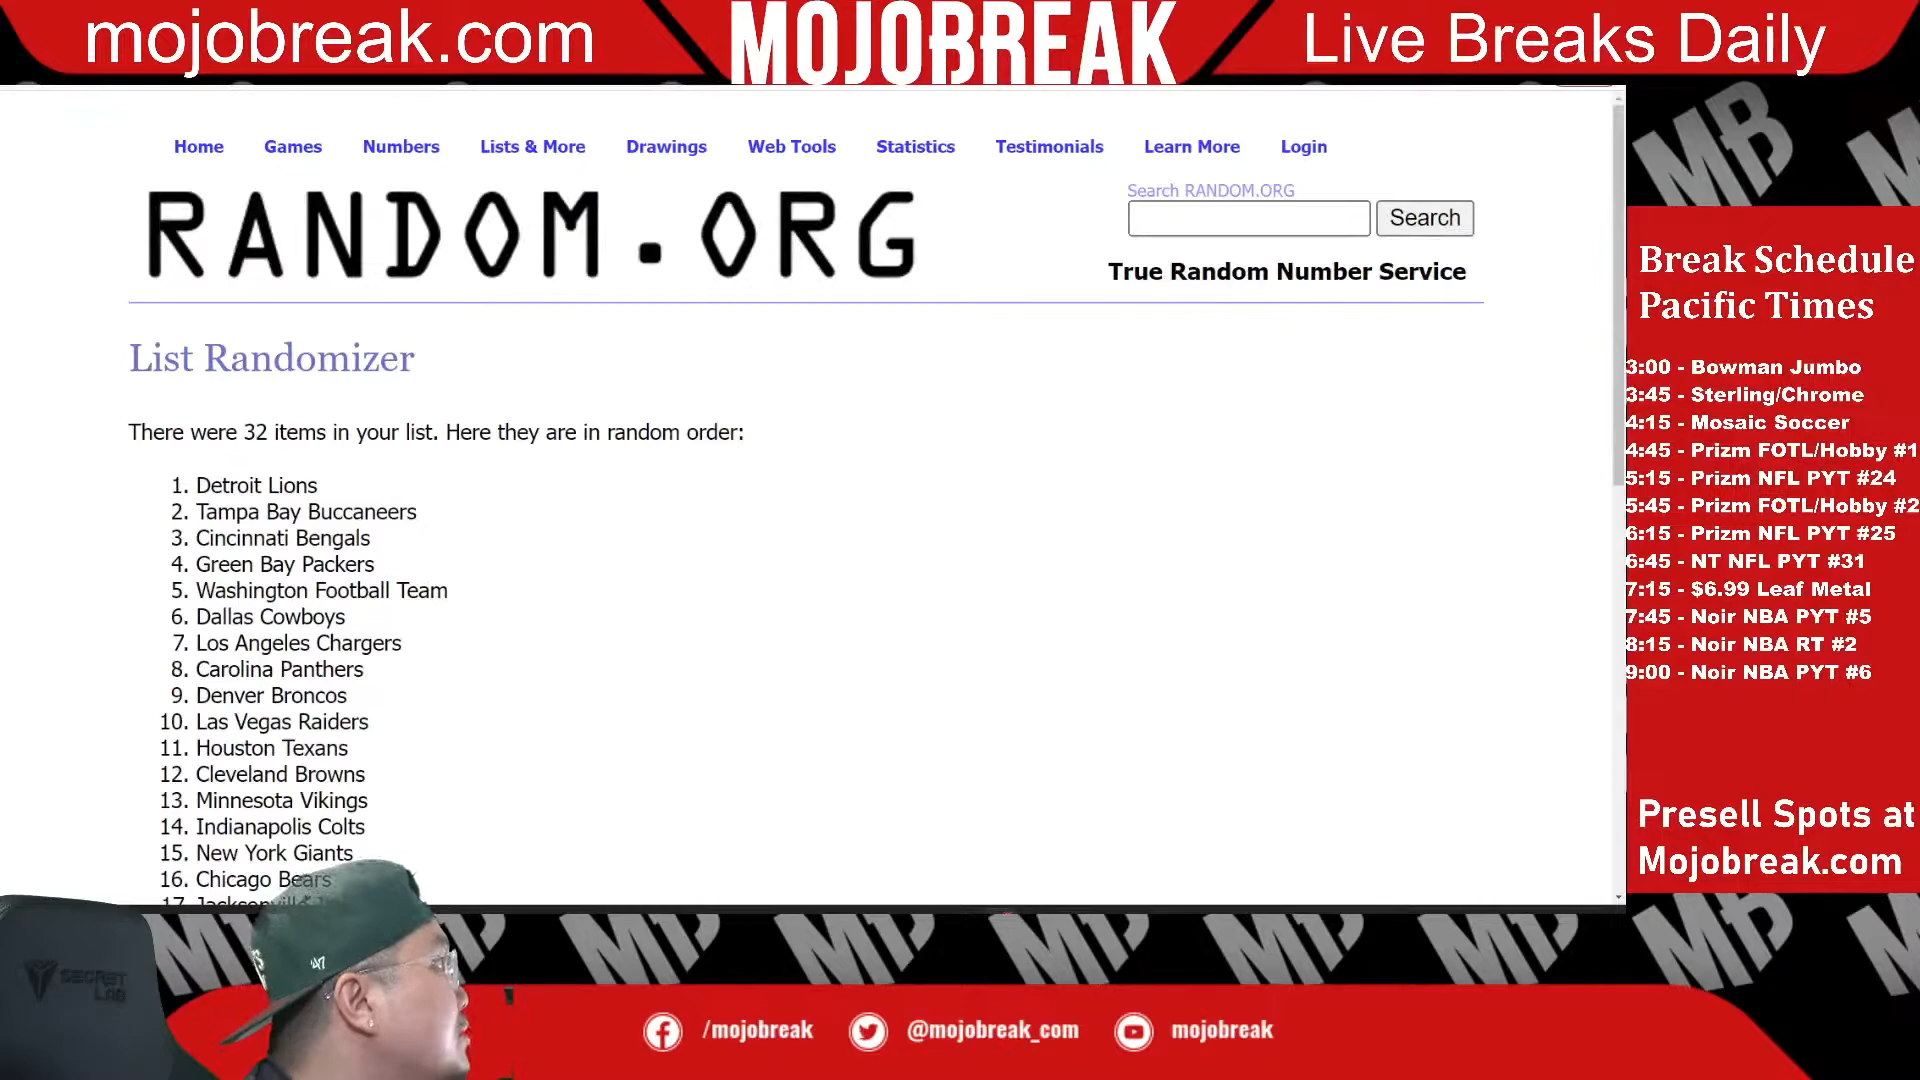 mojobreak.com
MOJOBREAK
Live Breaks Daily
Home Games Numbers Lists & More Drawings Web Tools Statistics Testimonials Learn More Login
RANDOM.ORG
Search RANDOM.ORG
Search
True Random Number Service
List Randomizer
There were 32 items in your list. Here they are in random order:
1. Detroit Lions
2. Tampa Bay Buccaneers
3. Cincinnati Bengals
4. Green Bay Packers
5. Washington Football Team
6. Dallas Cowboys
7. Los Angeles Chargers
8. Carolina Panthers
9. Denver Broncos
10. Las Vegas Raiders
11. Houston Texans
12. Cleveland Browns
13. Minnesota Vikings
14. Indianapolis Colts
15. New York Giants
16. Chicago Bears
17. Jacksonville
Break Schedule
Pacific Times
3:00 - Bowman Jumbo
3:45 - Sterling/Chrome
4:15 - Mosaic Soccer
4:45 - Prizm FOTL/Hobby #1
5:15 - Prizm NFL PYT #24
5:45 - Prizm FOTL/Hobby #2
6:15 - Prizm NFL PYT #25
6:45 - NT NFL PYT #31
7:15 - $6.99 Leaf Metal
7:45 - Noir NBA PYT #5
8:15 - Noir NBA RT #2
9:00 - Noir NBA PYT #6
Presell Spots at
Mojobreak.com
MB
SECRET
LAB
47
/mojobreak
@mojobreak_com
mojobreak